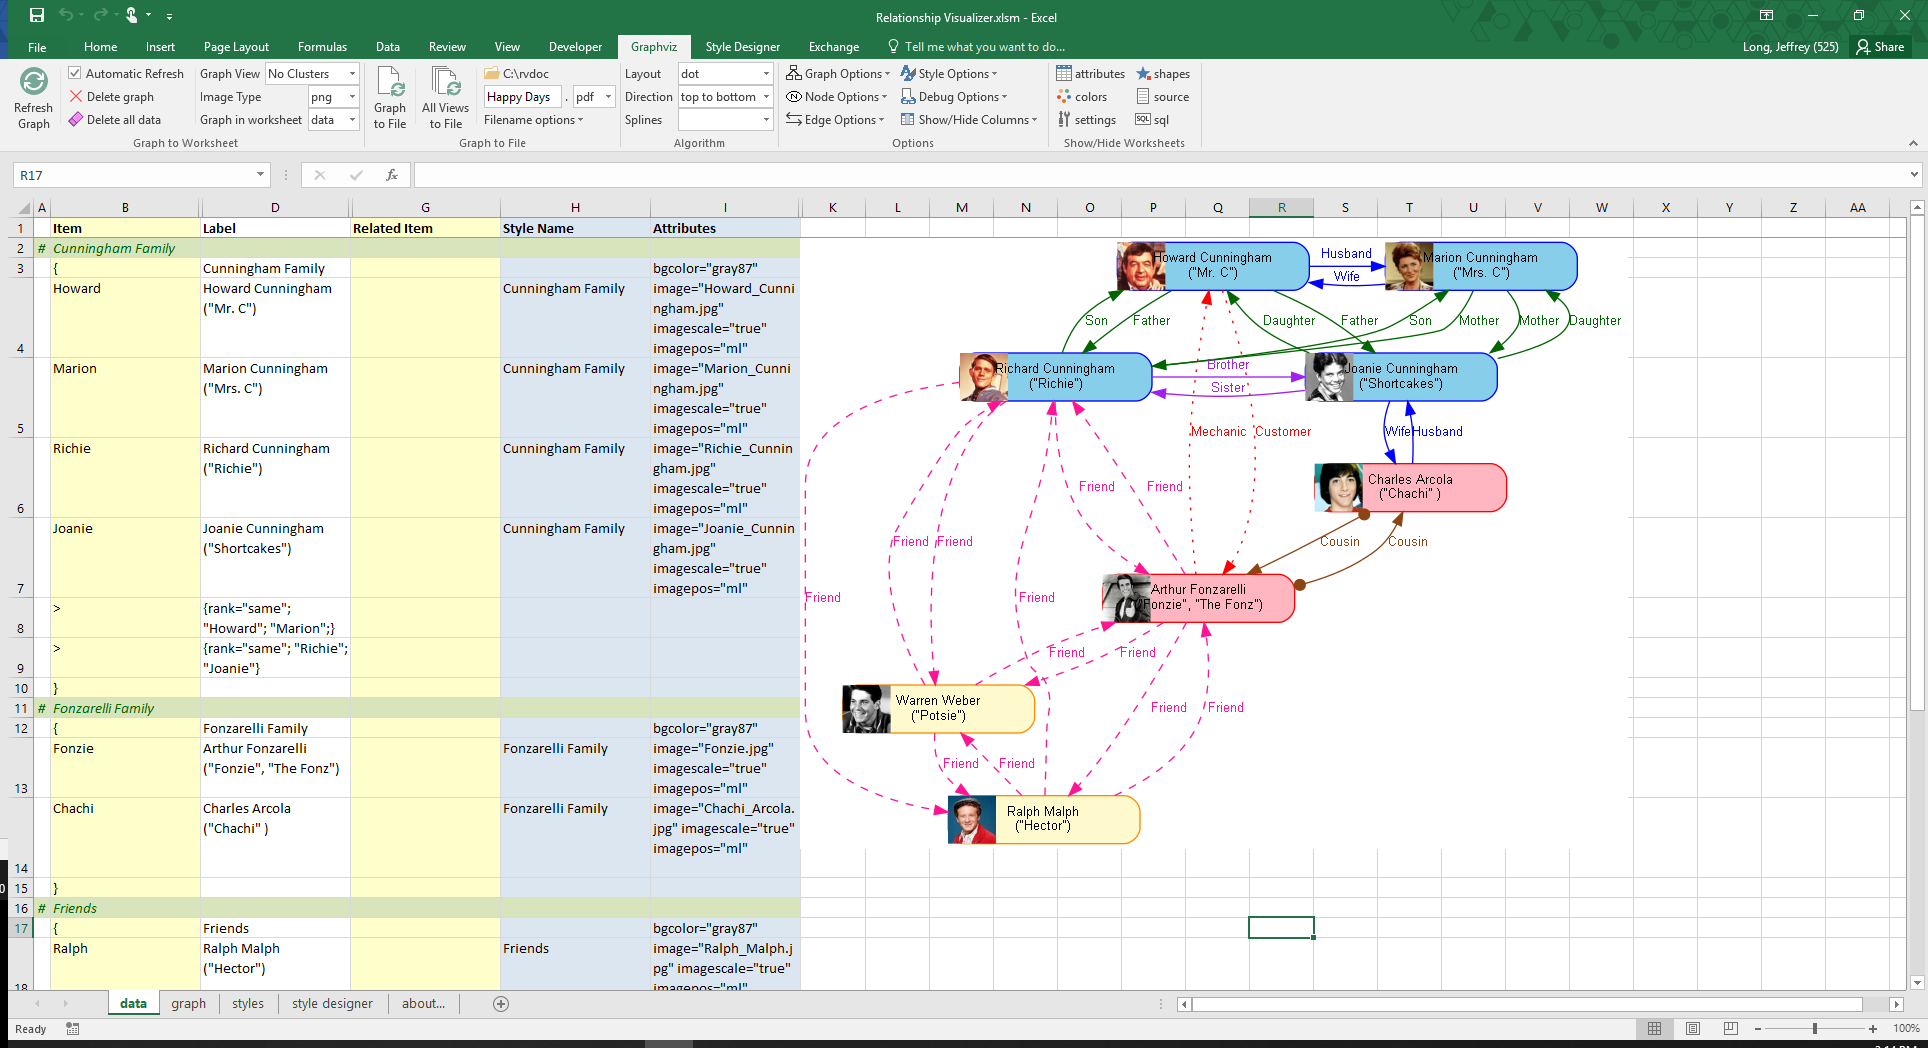 Relationship Visualizer.xlsm - Excel
File Home Insert Page Layout Formulas Data Review View Developer Graphviz Style Designer Exchange Tell me what you want to do... Long, Jeffrey (525) Share
Refresh Graph
Automatic Refresh
Delete graph
Delete all data
Graph View No Clusters
Image Type png
Graph in worksheet data
Graph to Worksheet
Graph to File
All Views to File
C:\rvdoc
Happy Days . pdf
Filename options
Graph to File
Layout dot
Direction top to bottom
Splines
Algorithm
Graph Options
Node Options
Edge Options
Style Options
Debug Options
Show/Hide Columns
Options
attributes
colors
settings
shapes
source
SQL sql
Show/Hide Worksheets
R17 fx
A B D G H I K L M N O P Q R S T U V W X Y Z AA
1 Item Label Related Item Style Name Attributes
2 # Cunningham Family
3 { Cunningham Family bgcolor="gray87"
Howard Howard Cunningham Cunningham Family image="Howard_Cunni
("Mr. C") ngham.jpg"
imagescale="true"
4 imagepos="ml"
Marion Marion Cunningham Cunningham Family image="Marion_Cunni
("Mrs. C") ngham.jpg"
imagescale="true"
5 imagepos="ml"
Richie Richard Cunningham Cunningham Family image="Richie_Cunnin
("Richie") gham.jpg"
imagescale="true"
6 imagepos="ml"
Joanie Joanie Cunningham Cunningham Family image="Joanie_Cunnin
("Shortcakes") gham.jpg"
imagescale="true"
7 imagepos="ml"
> {rank="same";
8 "Howard"; "Marion";}
> {rank="same"; "Richie";
9 "Joanie"}
10 }
11 # Fonzarelli Family
12 { Fonzarelli Family bgcolor="gray87"
Fonzie Arthur Fonzarelli Fonzarelli Family image="Fonzie.jpg"
("Fonzie", "The Fonz") imagescale="true"
13 imagepos="ml"
Chachi Charles Arcola Fonzarelli Family image="Chachi_Arcola.
("Chachi" ) jpg" imagescale="true"
imagepos="ml"
14
15 }
16 # Friends
17 { Friends bgcolor="gray87"
Ralph Ralph Malph Friends image="Ralph_Malph.j
("Hector") pg" imagescale="true"
18 imagepos="ml"
Howard Cunningham
("Mr. C")
Husband
Wife
Marion Cunningham
("Mrs. C")
Son Father Daughter Father Son Mother Mother Daughter
Richard Cunningham
("Richie")
Brother
Sister
Joanie Cunningham
("Shortcakes")
Mechanic Customer Wife Husband
Charles Arcola
("Chachi" )
Friend Friend
Friend Friend Cousin Cousin
Arthur Fonzarelli
("Fonzie", "The Fonz")
Friend Friend
Friend Friend
Warren Weber
("Potsie")
Friend Friend
Friend Friend
Ralph Malph
("Hector")
data graph styles style designer about...
Ready 100%